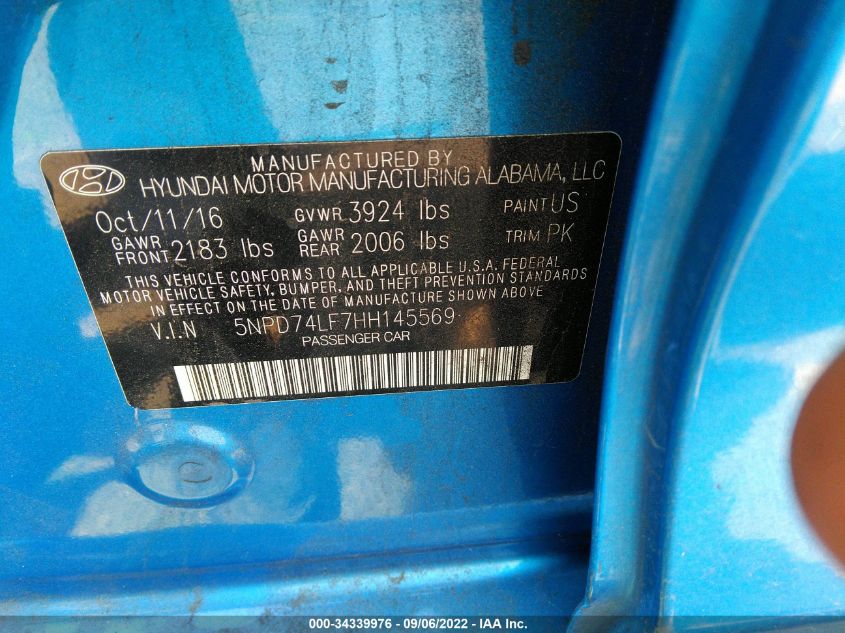 MANUFACTURED BY
HYUNDAI MOTOR MANUFACTURING ALABAMA, LLC
Oct/11/16 GVWR 3924 lbs PAINT US
GAWR FRONT 2183 lbs GAWR REAR 2006 lbs TRIM PK
THIS VEHICLE CONFORMS TO ALL APPLICABLE U.S.A. FEDERAL
MOTOR VEHICLE SAFETY, BUMPER, AND THEFT PREVENTION STANDARDS
IN EFFECT ON THE DATE OF MANUFACTURE SHOWN ABOVE.
V.I.N 5NPD74LF7HH145569
PASSENGER CAR
000-34339976 - 09/06/2022 - IAA Inc.